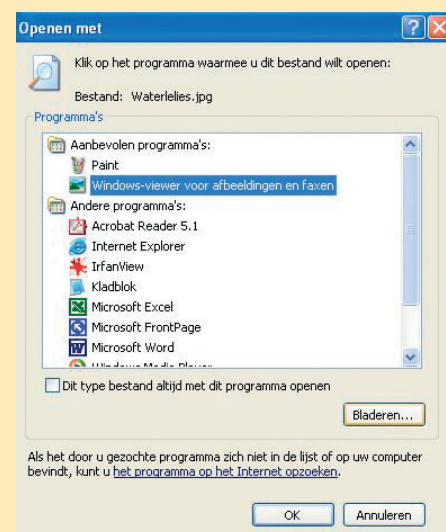 Openen met
Klik op het programma waarmee u dit bestand wilt openen:
Bestand: Waterlelies.jpg
Programma's
Aanbevolen programma's:
Paint
Windows-viewer voor afbeeldingen en faxen
Andere programma's:
Acrobat Reader 5.1
Internet Explorer
IrfanView
Kladblok
Microsoft Excel
Microsoft FrontPage
Microsoft Word
Windows Media Player
Dit type bestand altijd met dit programma openen
Bladeren...
Als het door u gezochte programma zich niet in de lijst of op uw computer
bevindt, kunt u het programma op het Internet opzoeken.
OK Annuleren